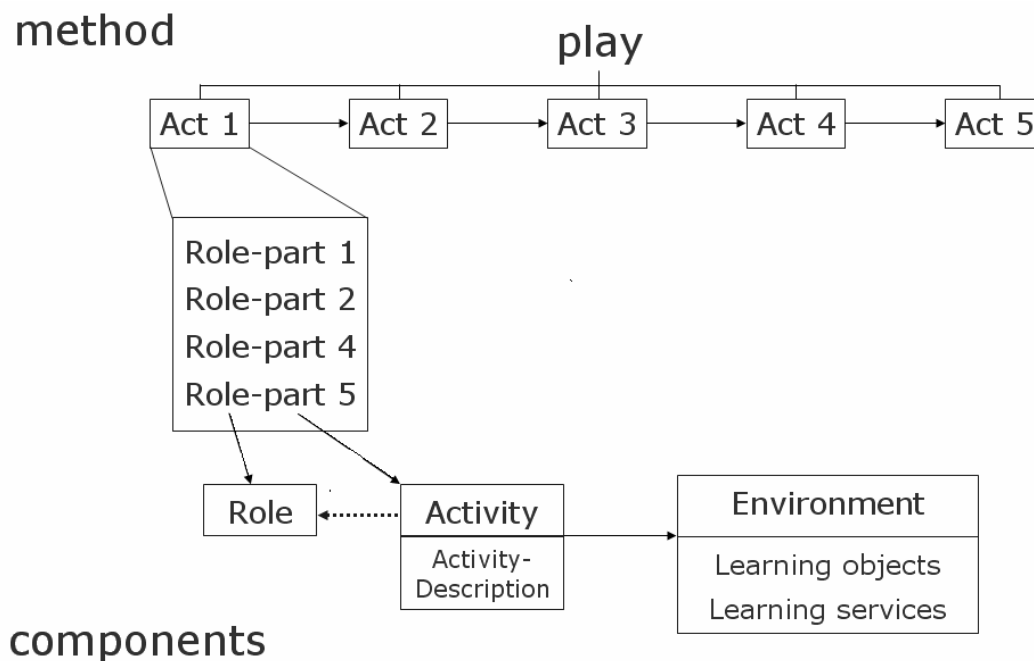 method
play
Act 1
Act 2
Act 3
Act 4
Act 5
Role-part 1
Role-part 2
Role-part 4
Role-part 5
Role
Activity
Activity-
Description
Environment
Learning objects
Learning services
components